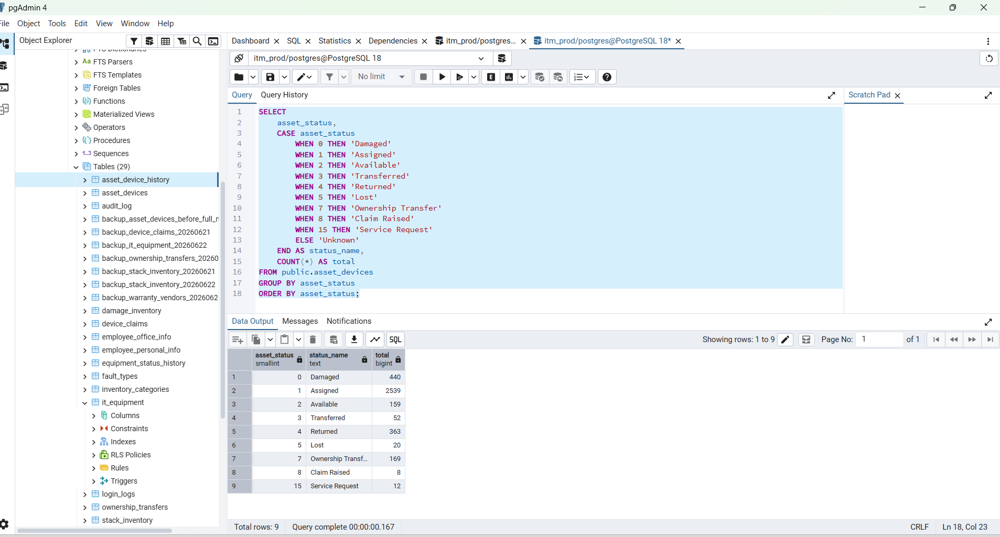 pgAdmin 4
File Object Tools Edit View Window Help
Object Explorer
FTS Dictionaries
Aa FTS Parsers
FTS Templates
Foreign Tables
Functions
Materialized Views
Operators
Procedures
1..3 Sequences
Tables (29)
asset_device_history
asset_devices
audit_log
backup_asset_devices_before_full_r
backup_device_claims_20260621
backup_it_equipment_20260622
backup_ownership_transfers_20260
backup_stack_inventory_20260621
backup_stack_inventory_20260622
backup_warranty_vendors_2026062
damage_inventory
device_claims
employee_office_info
employee_personal_info
equipment_status_history
fault_types
inventory_categories
it_equipment
Columns
Constraints
Indexes
RLS Policies
Rules
Triggers
login_logs
ownership_transfers
stack_inventory
Dashboard SQL Statistics Dependencies itm_prod/postgres... itm_prod/postgres@PostgreSQL 18*
itm_prod/postgres@PostgreSQL 18
No limit E
Query Query History
Scratch Pad
1 SELECT
2 asset_status,
3 CASE asset_status
4 WHEN 0 THEN 'Damaged'
5 WHEN 1 THEN 'Assigned'
6 WHEN 2 THEN 'Available'
7 WHEN 3 THEN 'Transferred'
8 WHEN 4 THEN 'Returned'
9 WHEN 5 THEN 'Lost'
10 WHEN 7 THEN 'Ownership Transfer'
11 WHEN 8 THEN 'Claim Raised'
12 WHEN 15 THEN 'Service Request'
13 ELSE 'Unknown'
14 END AS status_name,
15 COUNT(*) AS total
16 FROM public.asset_devices
17 GROUP BY asset_status
18 ORDER BY asset_status;
Data Output Messages Notifications
SQL Showing rows: 1 to 9 Page No: 1 of 1
asset_status status_name total
smallint text bigint
1 0 Damaged 440
2 1 Assigned 2539
3 2 Available 159
4 3 Transferred 52
5 4 Returned 363
6 5 Lost 20
7 7 Ownership Transf... 169
8 8 Claim Raised 8
9 15 Service Request 12
Total rows: 9 Query complete 00:00:00.167 CRLF Ln 18, Col 23